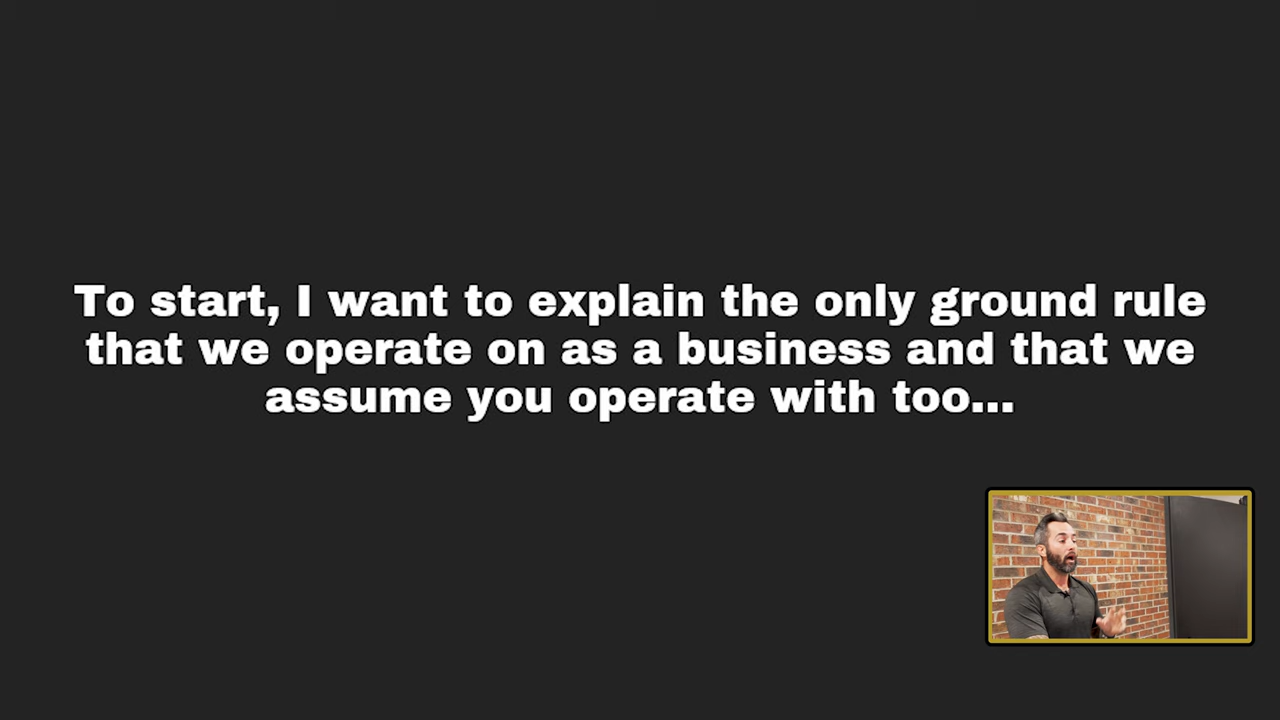 To start, I want to explain the only ground rule
that we operate on as a business and that we
assume you operate with too...